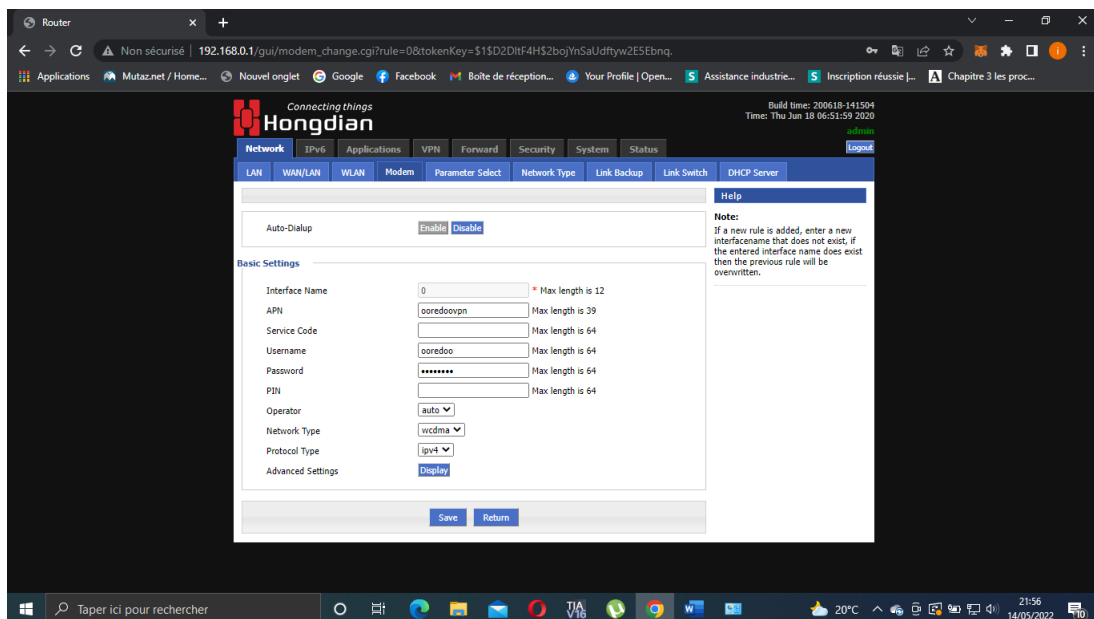 Router
Non sécurisé 192.168.0.1/gui/modem_change.cgi?rule=0&tokenKey=$1$D2DltF4H$2bojYnSaUdftyw2E5Ebnq.
Applications Mutaz.net / Home... Nouvel onglet Google Facebook Boîte de réception... Your Profile | Open... Assistance industrie... Inscription réussie |... Chapitre 3 les proc...
Connecting things
Hongdian
Build time: 200618-141504
Time: Thu Jun 18 06:51:59 2020
admin
Logout
Network IPv6 Applications VPN Forward Security System Status
LAN WAN/LAN WLAN Modem Parameter Select Network Type Link Backup Link Switch DHCP Server
Auto-Dialup Enable Disable
Basic Settings
Interface Name 0 * Max length is 12
APN ooredoovpn Max length is 39
Service Code Max length is 64
Username ooredoo Max length is 64
Password •••••••• Max length is 64
PIN Max length is 64
Operator auto
Network Type wcdma
Protocol Type ipv4
Advanced Settings Display
Save Return
Help
Note:
If a new rule is added, enter a new
interfacename that does not exist, if
the entered interface name does exist
then the previous rule will be
overwritten.
Taper ici pour rechercher
TIA
V16
20°C
21:56
14/05/2022